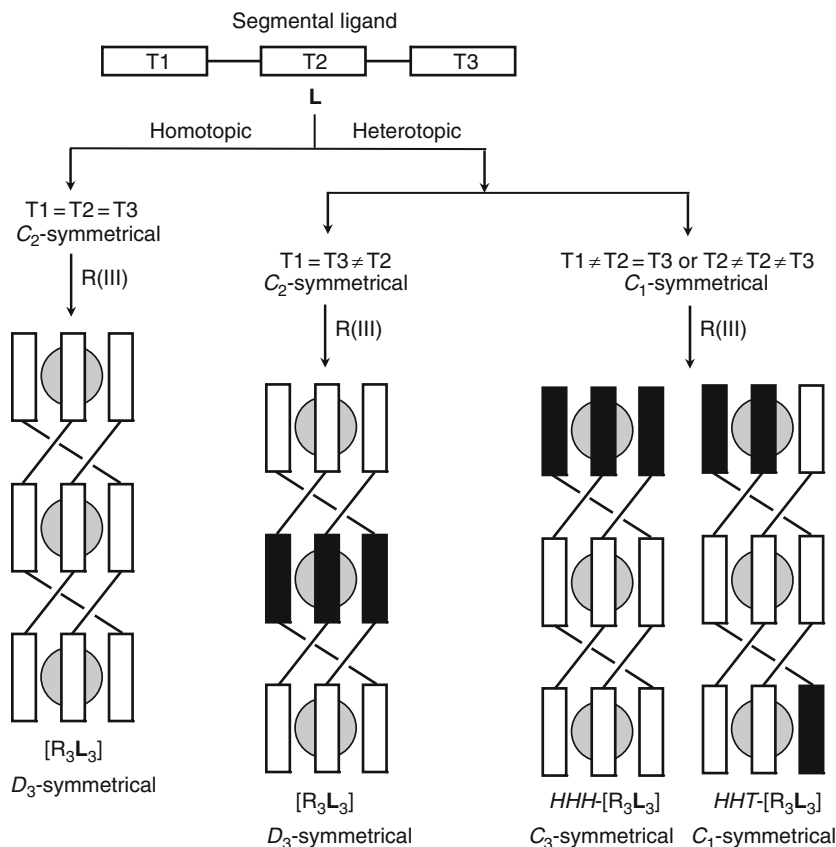 Segmental ligand
T1 T2 T3
L
Homotopic Heterotopic
T1 = T2 = T3
C2-symmetrical
R(III)
T1 = T3 ≠ T2
C2-symmetrical
R(III)
T1 ≠ T2 = T3 or T2 ≠ T2 ≠ T3
C1-symmetrical
R(III)
[R3L3]
D3-symmetrical
[R3L3]
D3-symmetrical
HHH-[R3L3]
C3-symmetrical
HHT-[R3L3]
C1-symmetrical